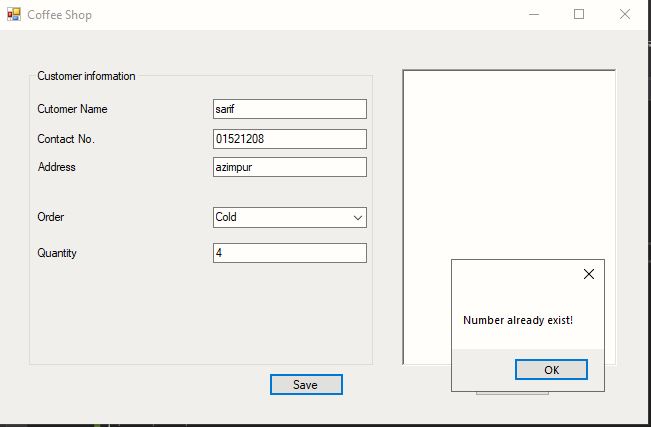 Coffee Shop
Customer information
Cutomer Name
sarif
Contact No.
01521208
Address
azimpur
Order
Cold
Quantity
4
Number already exist!
OK
Save